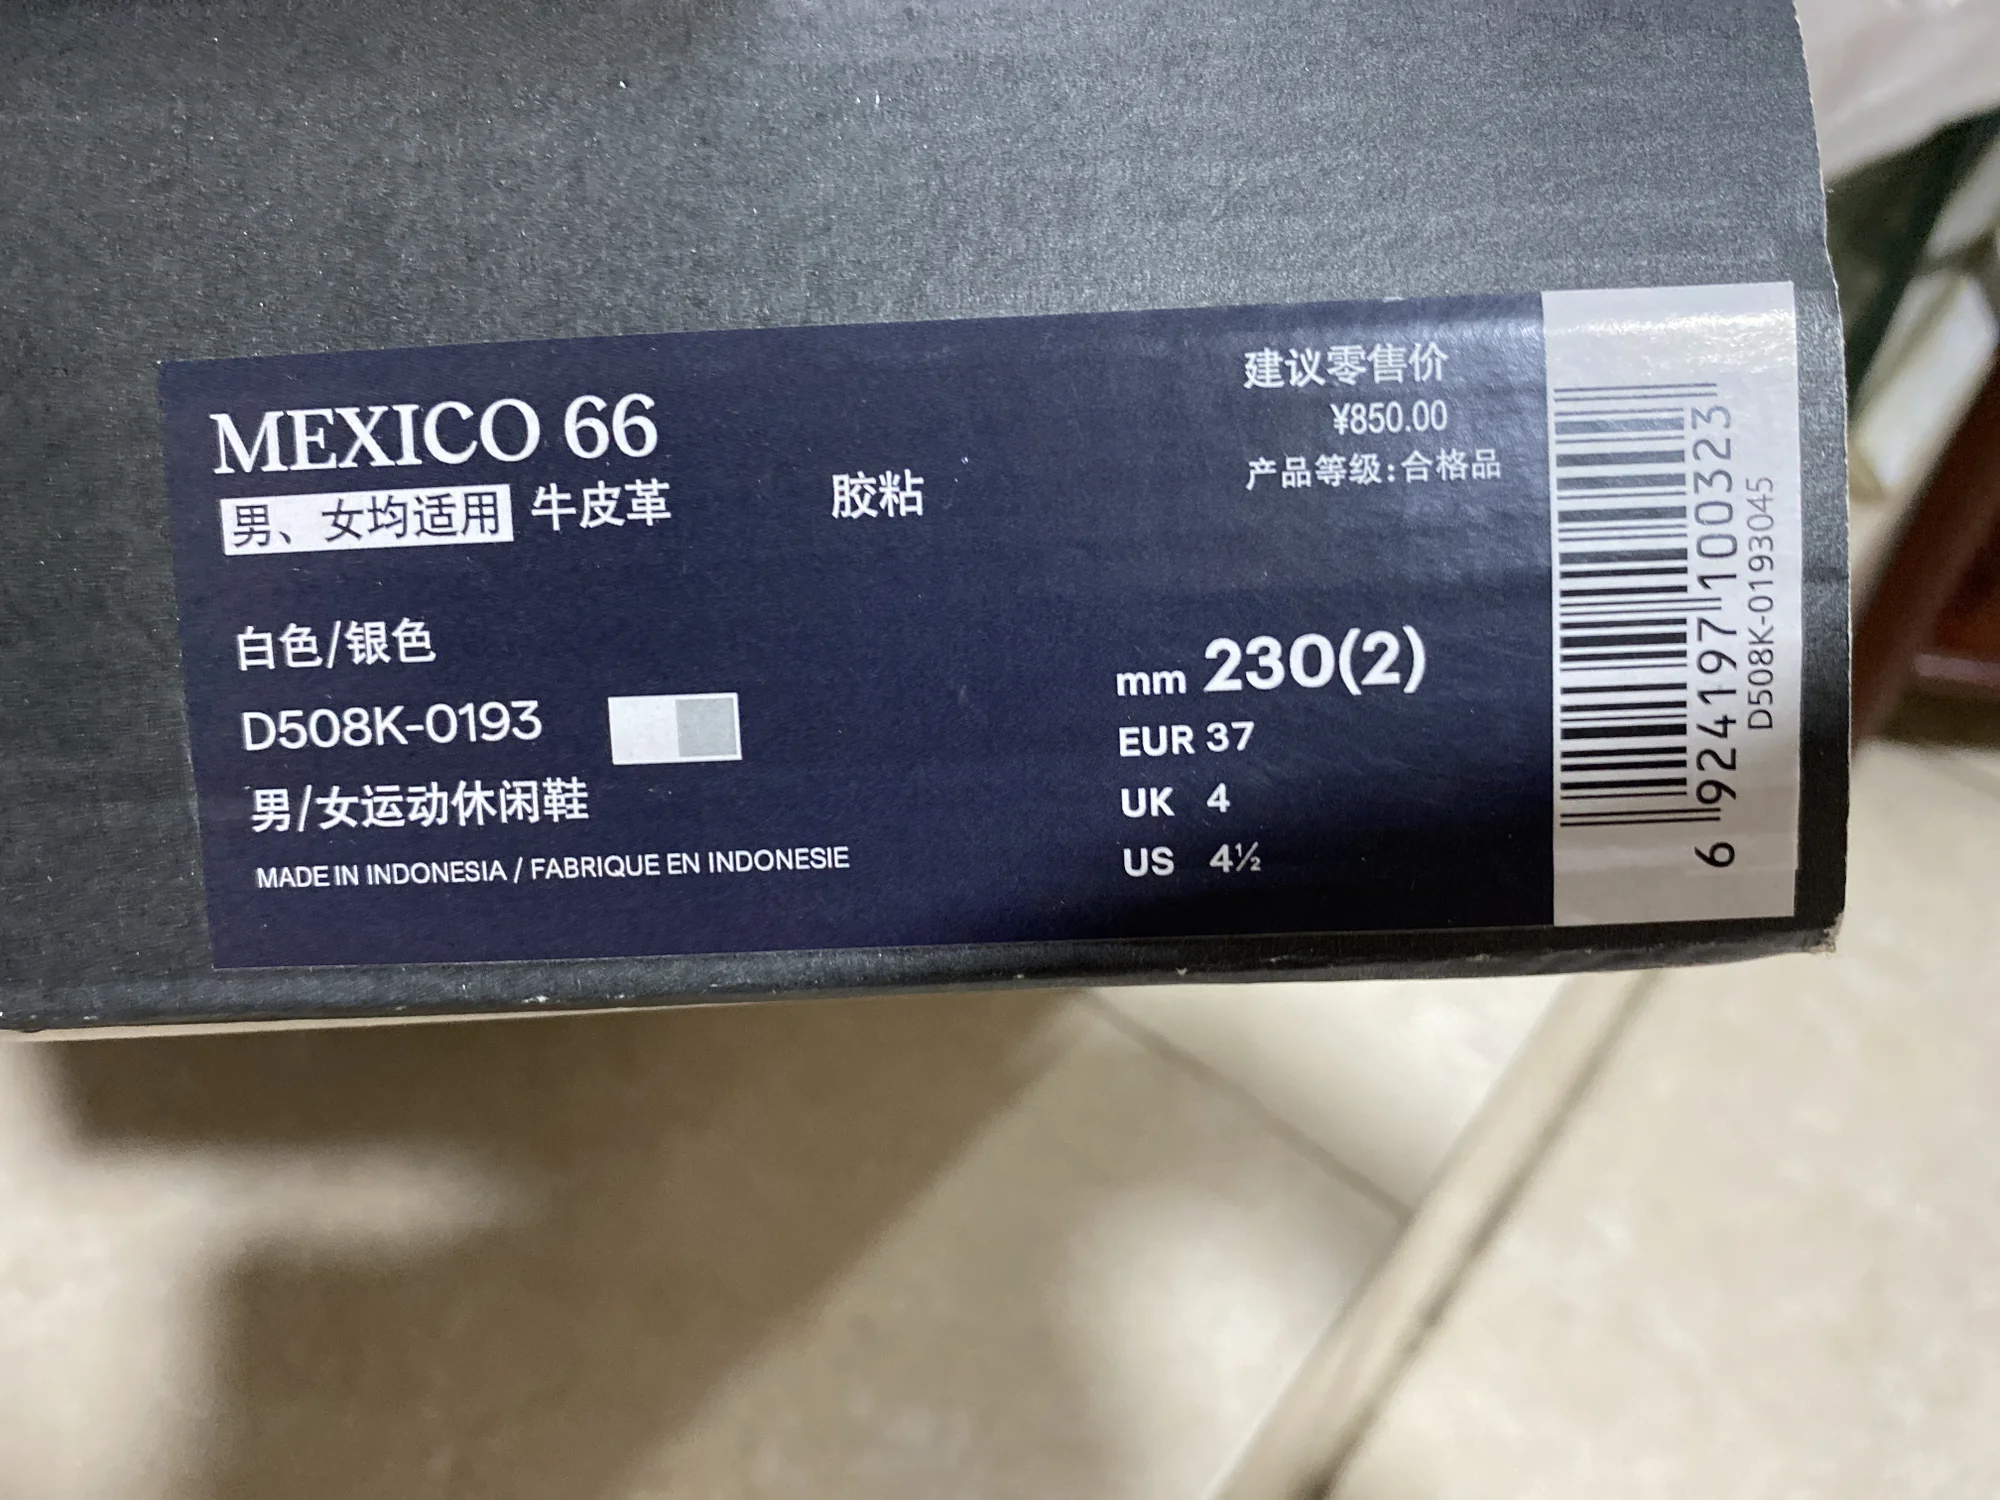 MEXICO 66
男、女均适用 牛皮革 胶粘
建议零售价
¥850.00
产品等级:合格品
白色/银色
D508K-0193
男/女运动休闲鞋
MADE IN INDONESIA / FABRIQUE EN INDONESIE
mm 230(2)
EUR 37
UK 4
US 4½
6 924197 100323
D508K-0193045